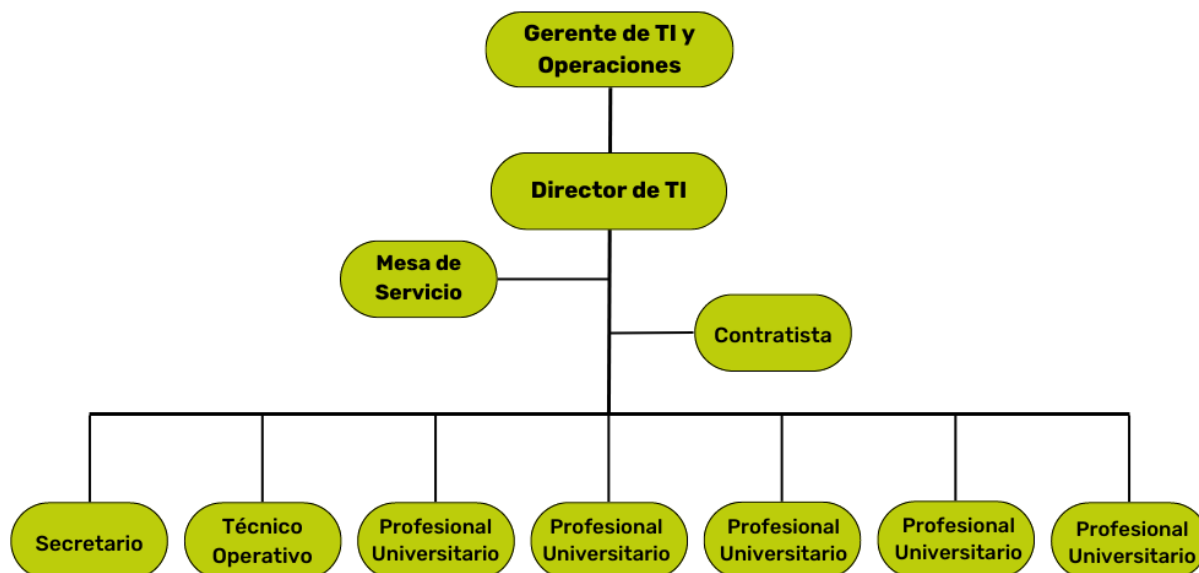 Gerente de TI y
Operaciones
Director de TI
Mesa de
Servicio
Contratista
Secretario
Técnico
Operativo
Profesional
Universitario
Profesional
Universitario
Profesional
Universitario
Profesional
Universitario
Profesional
Universitario